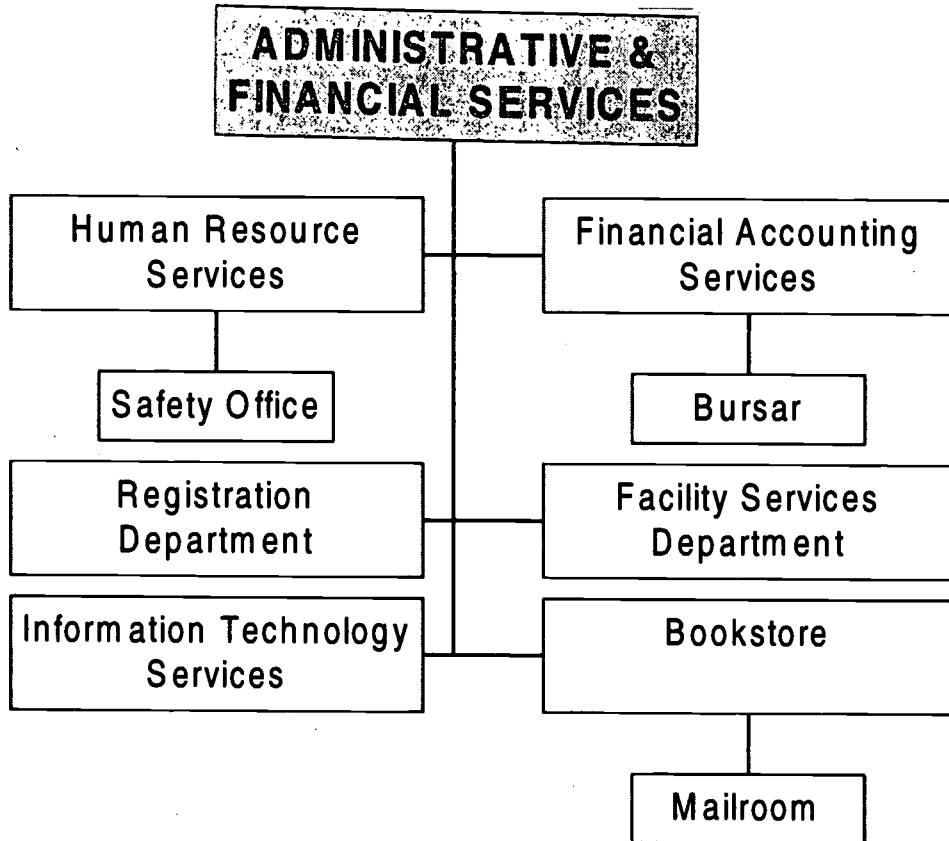 ADMINISTRATIVE &
FINANCIAL SERVICES
Human Resource
Services
Financial Accounting
Services
Safety Office
Bursar
Registration
Department
Facility Services
Department
Information Technology
Services
Bookstore
Mailroom